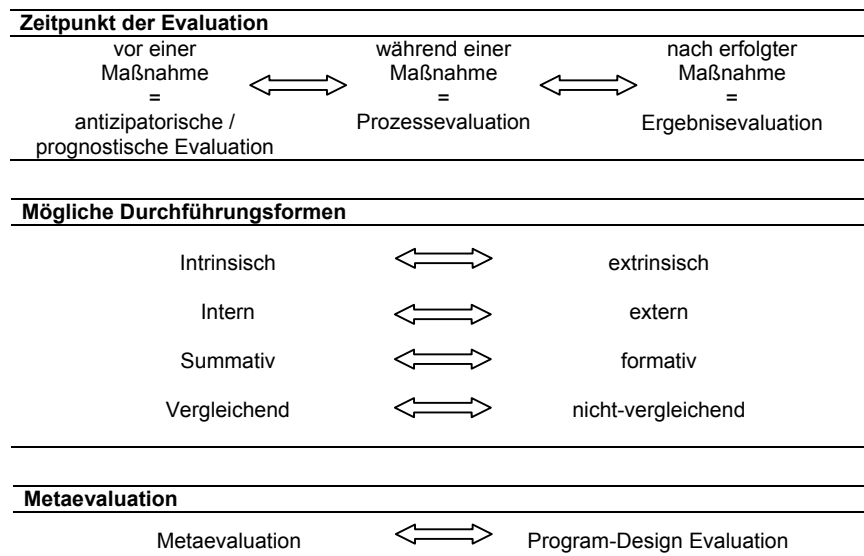 Zeitpunkt der Evaluation
vor einer während einer nach erfolgter
Maßnahme Maßnahme Maßnahme
= = =
antizipatorische / Prozessevaluation Ergebnisevaluation
prognostische Evaluation
Mögliche Durchführungsformen
Intrinsisch extrinsisch
Intern extern
Summativ formativ
Vergleichend nicht-vergleichend
Metaevaluation
Metaevaluation Program-Design Evaluation